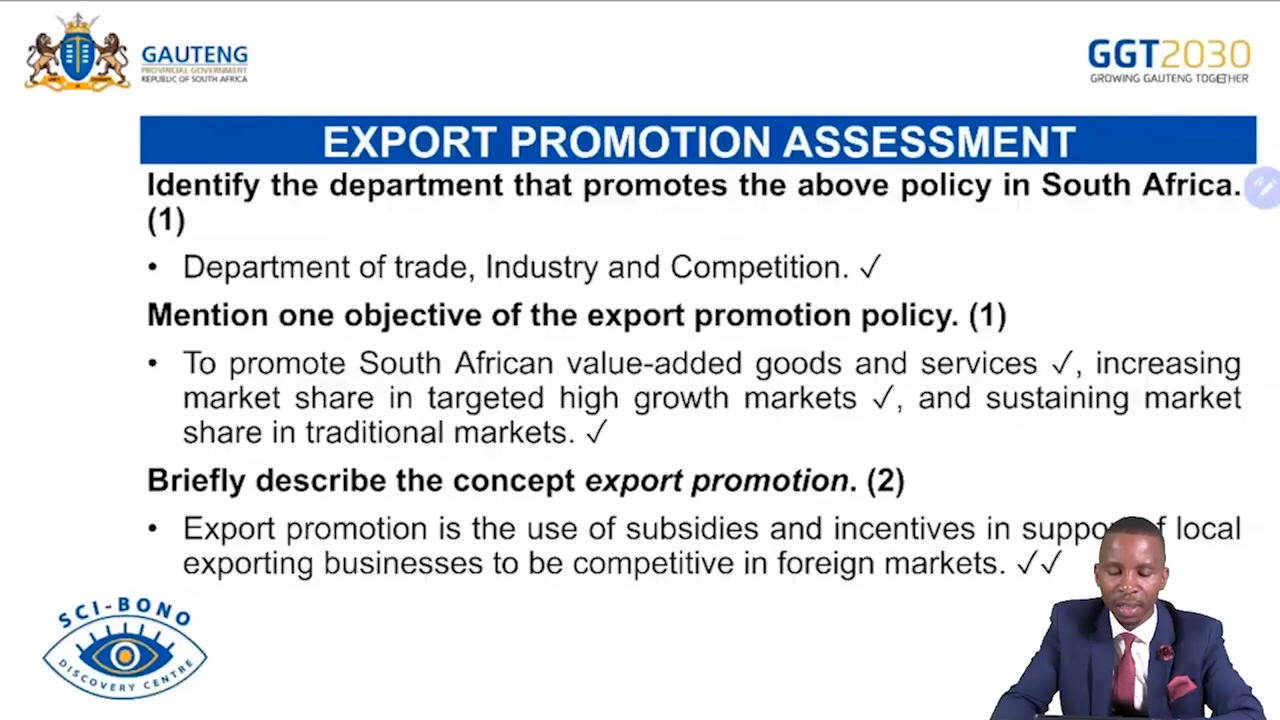 GAUTENG
PROVINCIAL GOVERNMENT
REPUBLIC OF SOUTH AFRICA
GGT2030
GROWING GAUTENG TOGETHER
EXPORT PROMOTION ASSESSMENT
Identify the department that promotes the above policy in South Africa.
(1)
• Department of trade, Industry and Competition. ✓
Mention one objective of the export promotion policy. (1)
• To promote South African value-added goods and services ✓, increasing
market share in targeted high growth markets ✓, and sustaining market
share in traditional markets. ✓
Briefly describe the concept export promotion. (2)
• Export promotion is the use of subsidies and incentives in local
exporting businesses to be competitive in foreign markets. ✓✓
SCI-BONO
DISCOVERY CENTRE